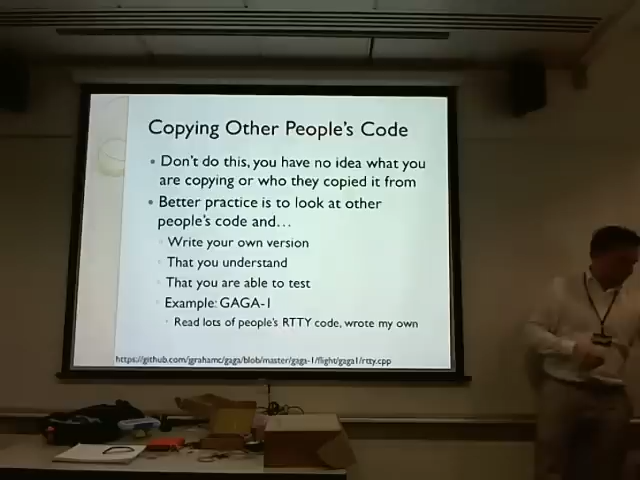 Copying Other People's Code
Don't do this, you have no idea what you
are copying or who they copied it from
Better practice is to look at other
people's code and...
Write your own version
That you understand
That you are able to test
Example: GAGA-1
Read lots of people's RTTY code, wrote my own
https://github.com/jgrahamc/gaga/blob/master/gaga-1/flight/gaga1/rtty.cpp